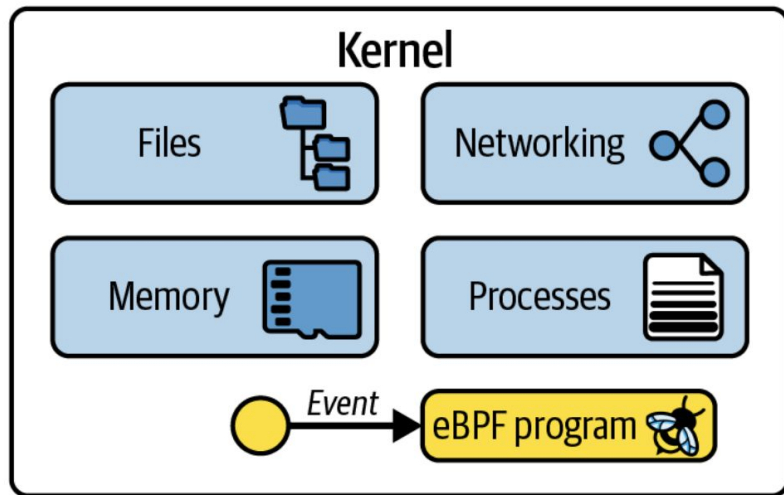 Kernel
Files
Networking
Memory
Processes
Event
eBPF program